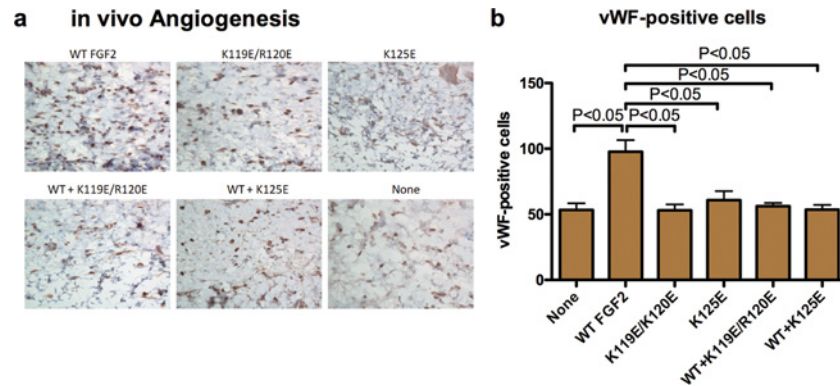 a in vivo Angiogenesis
WT FGF2 K119E/R120E K125E
WT + K119E/R120E WT + K125E None
b vWF-positive cells
P<0.05
P<0.05
P<0.05
P<0.05 P<0.05
150
100
50
0
vWF-positive cells
None
WT FGF2
K119E/K120E
K125E
WT+K119E/R120E
WT+K125E